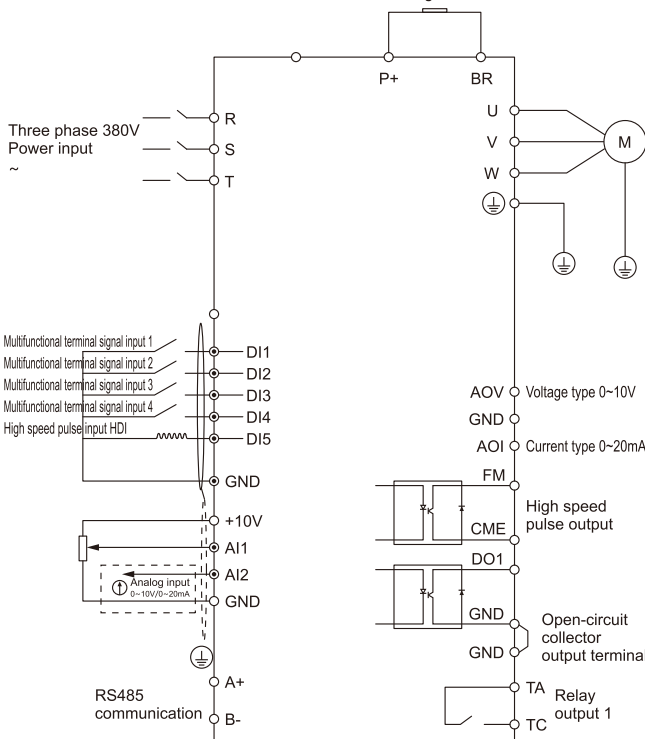 P+
BR
Three phase 380V
Power input
~
R
S
T
U
V
W
M
Multifunctional terminal signal input 1
Multifunctional terminal signal input 2
Multifunctional terminal signal input 3
Multifunctional terminal signal input 4
High speed pulse input HDI
DI1
DI2
DI3
DI4
DI5
GND
+10V
AI1
AI2
Analog input
0~10V/0~20mA
GND
A+
B-
RS485
communication
AOV
Voltage type 0~10V
GND
AOI
Current type 0~20mA
FM
CME
High speed
pulse output
DO1
GND
GND
Open-circuit
collector
output terminal
TA
TC
Relay
output 1